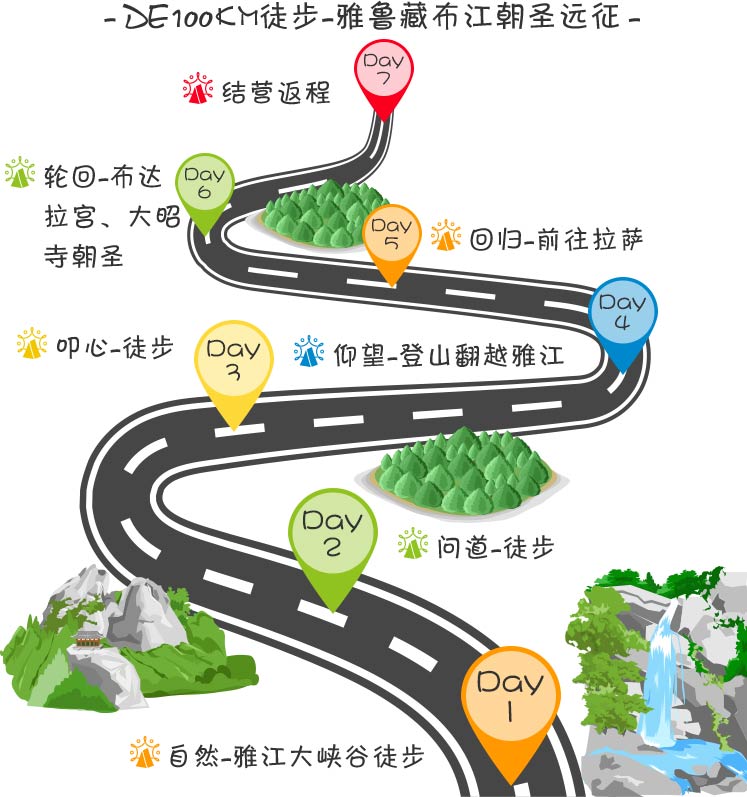 - DE100KM徒步-雅鲁藏布江朝圣远征 -
Day
7
结营返程
轮回-布达
拉宫、大昭
寺朝圣
Day
6
Day
5
回归-前往拉萨
Day
4
叩心-徒步
Day
3
仰望-登山翻越雅江
Day
2
问道-徒步
Day
1
自然-雅江大峡谷徒步